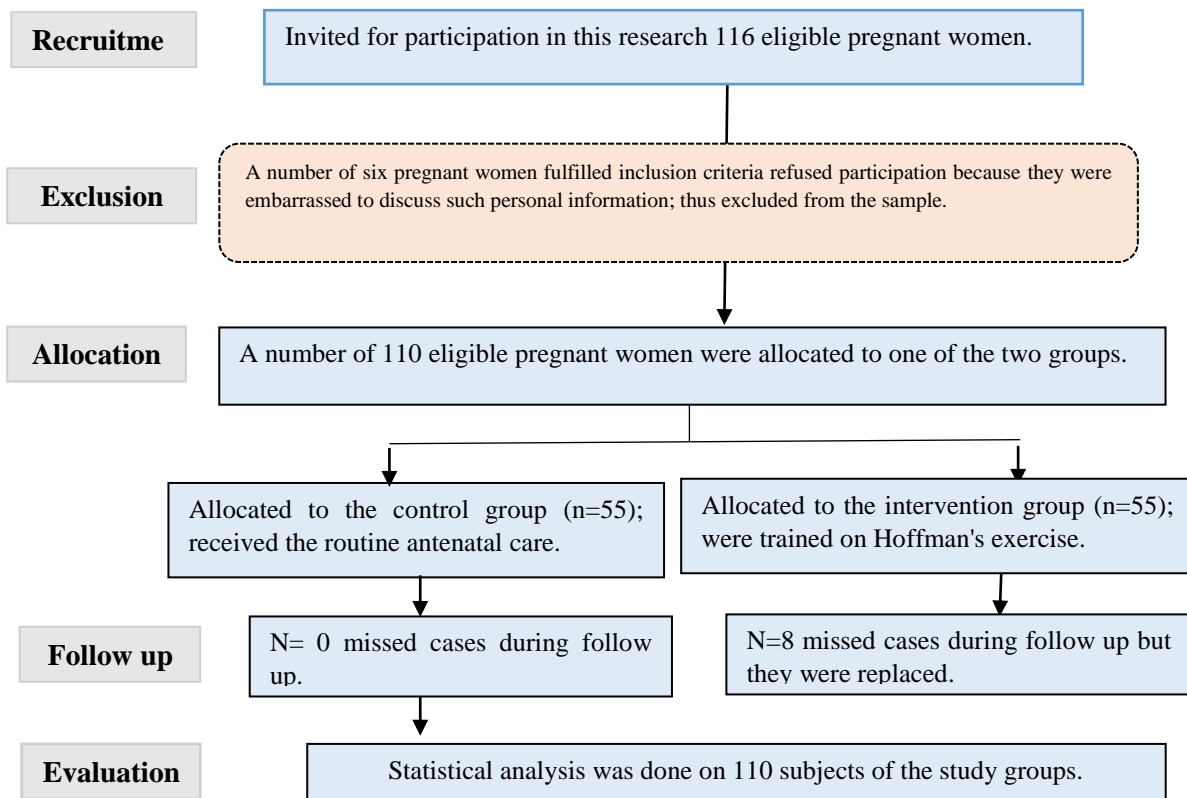 Recruitme
Invited for participation in this research 116 eligible pregnant women.
Exclusion
A number of six pregnant women fulfilled inclusion criteria refused participation because they were
embarrassed to discuss such personal information; thus excluded from the sample.
Allocation
A number of 110 eligible pregnant women were allocated to one of the two groups.
Allocated to the control group (n=55);
received the routine antenatal care.
Allocated to the intervention group (n=55);
were trained on Hoffman's exercise.
Follow up
N= 0 missed cases during follow
up.
N=8 missed cases during follow up but
they were replaced.
Evaluation
Statistical analysis was done on 110 subjects of the study groups.